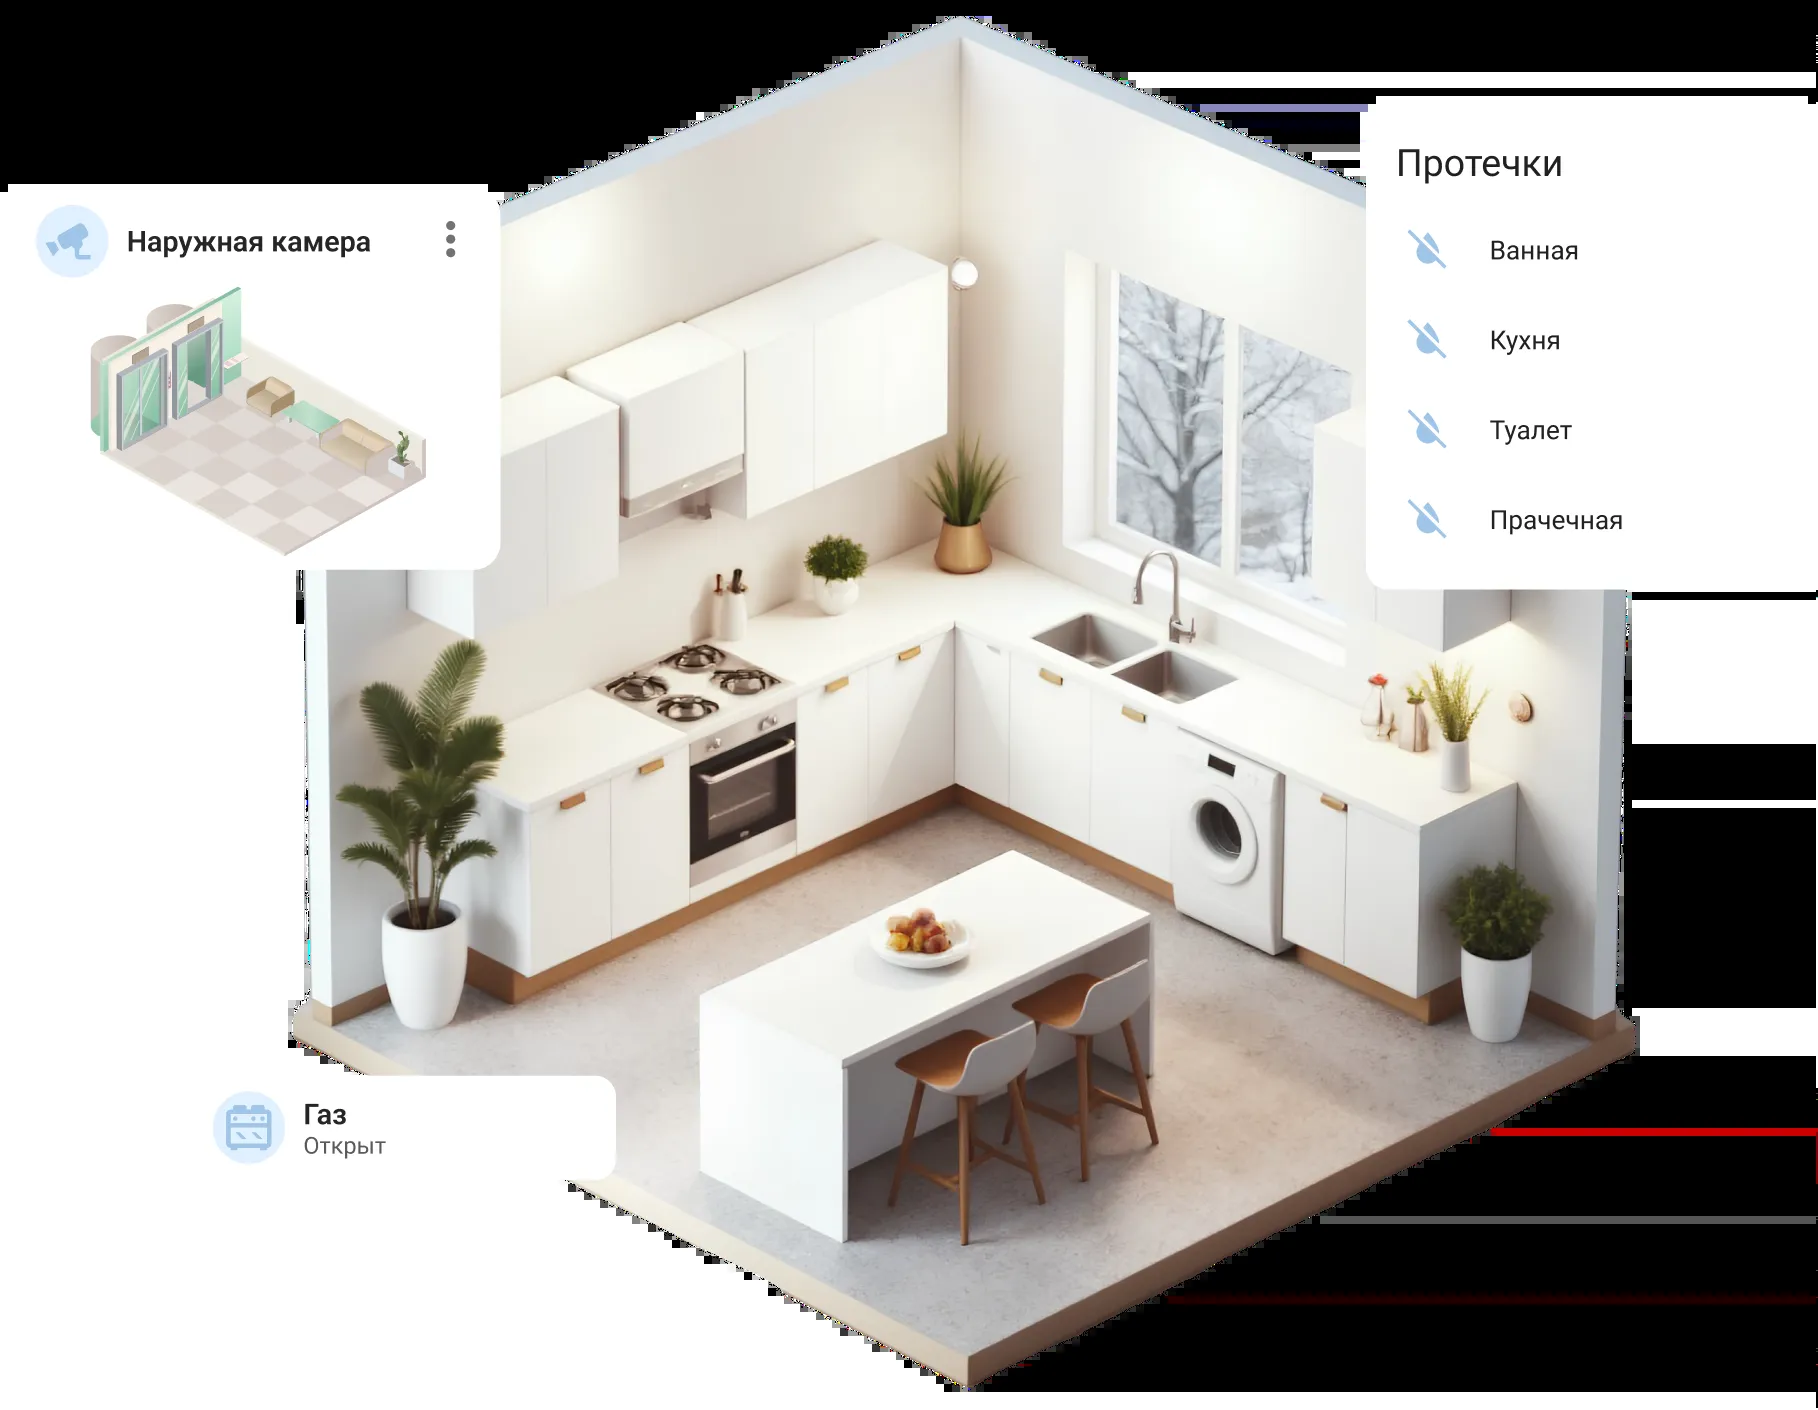 Наружная камера
Протечки
Ванная
Кухня
Туалет
Прачечная
Газ
Открыт